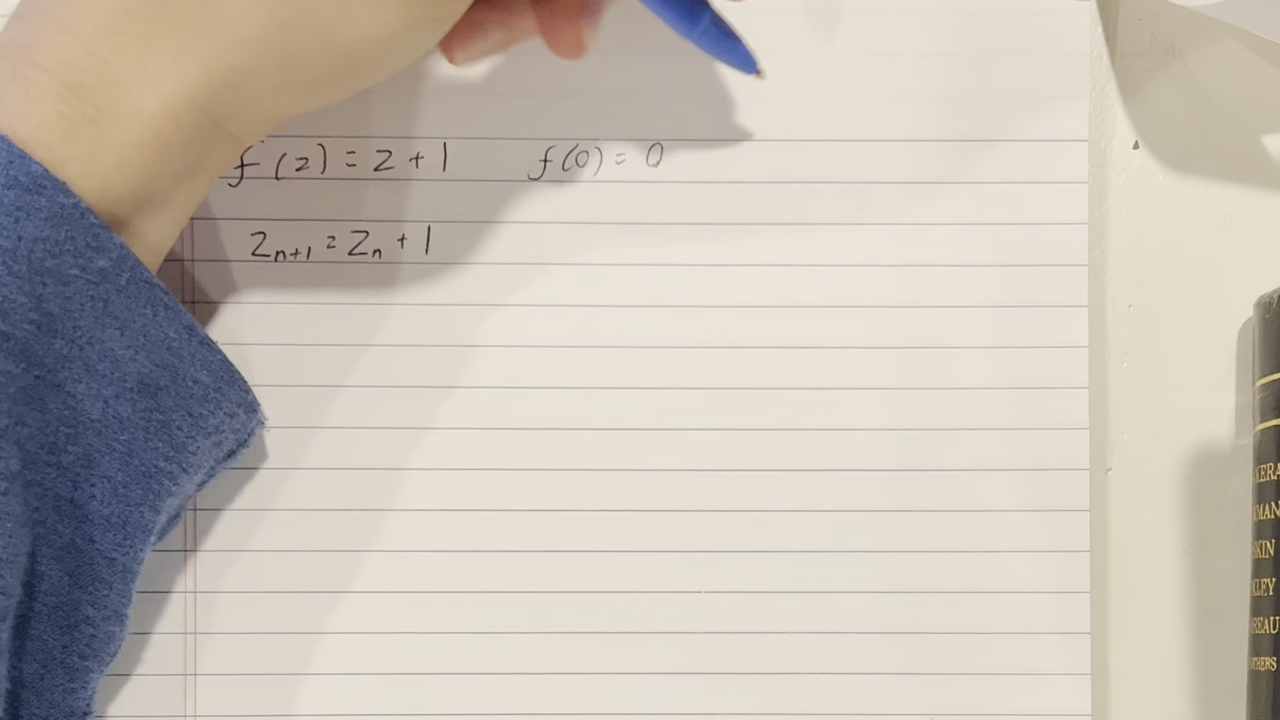 f(z) = z + 1 f(0) = 0
z_{n+1} = z_n + 1